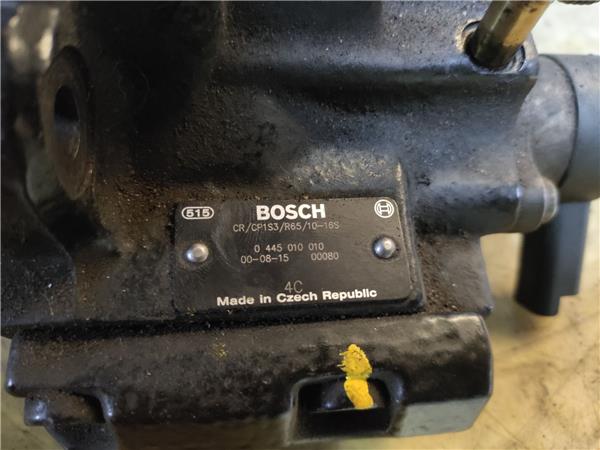 515 BOSCH
CR/CP1S3/R65/10-16S
0 445 010 010
00-08-15 00080
4C
Made in Czech Republic